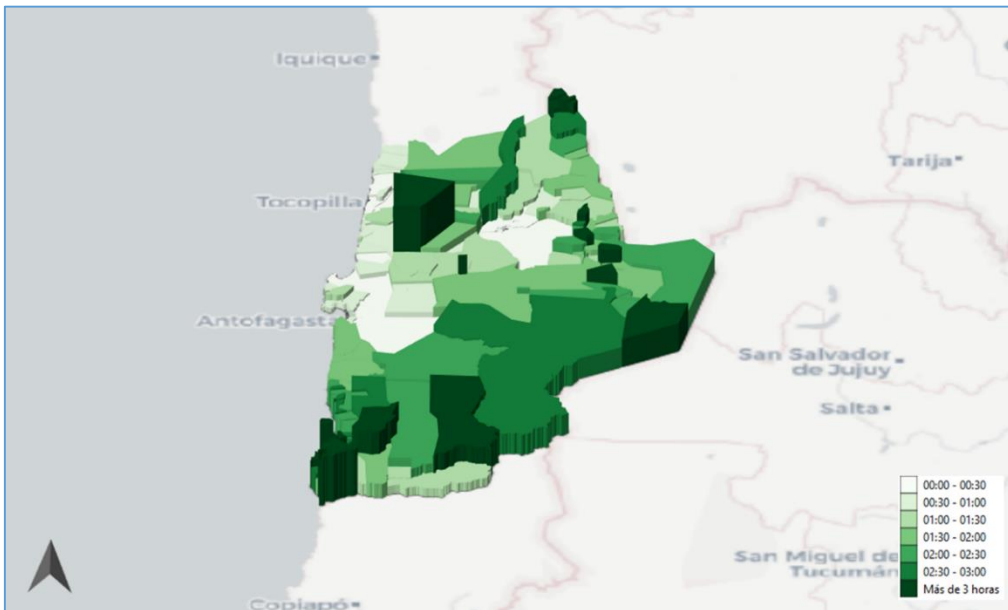 Iquique
Tarija
Tocopilla
Antofagasta
San Salvador
de Jujuy
Salta
00:00 - 00:30
00:30 - 01:00
01:00 - 01:30
01:30 - 02:00
02:00 - 02:30
02:30 - 03:00
Más de 3 horas
San Miguel de
Tucumán
Copiapó